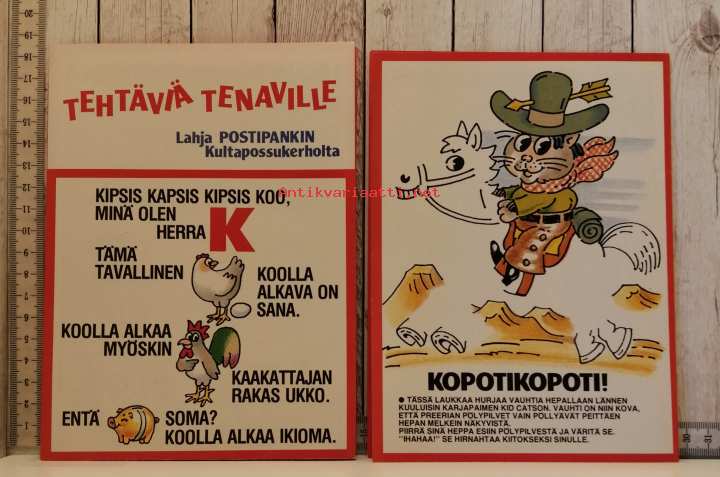 TEHTÄVIÄ TENAVILLE
Lahja POSTIPANKIN
Kultapossukerholta
Antikvariaatti.net
KIPSIS KAPSIS KIPSIS KOO,
MINÄ OLEN
HERRA K
TÄMÄ
TAVALLINEN
KOOLLA
ALKAVA ON
SANA.
KOOLLA ALKAA
MYÖSKIN
KAAKATTAJAN
RAKAS UKKO.
ENTÄ SOMA?
KOOLLA ALKAA IKIOMA.
KOPOTIKOPOTI!
● TÄSSÄ LAUKKAA HURJAA VAUHTIA HEPALLAAN LÄNNEN
KUULUISIN KARJAPAIMEN KID CATSON. VAUHTI ON NIIN KOVA,
ETTÄ PREERIAN PÖLYPILVET VAIN PÖLLYÄVÄT PEITTÄEN
HEPAN MELKEIN NÄKYVISTÄ.
PIIRRÄ SINÄ HEPPA ESIIN PÖLYPILVESTÄ JA VÄRITÄ SE.
"IHAHAA!" SE HIRNAHTAA KIITOKSEKSI SINULLE.